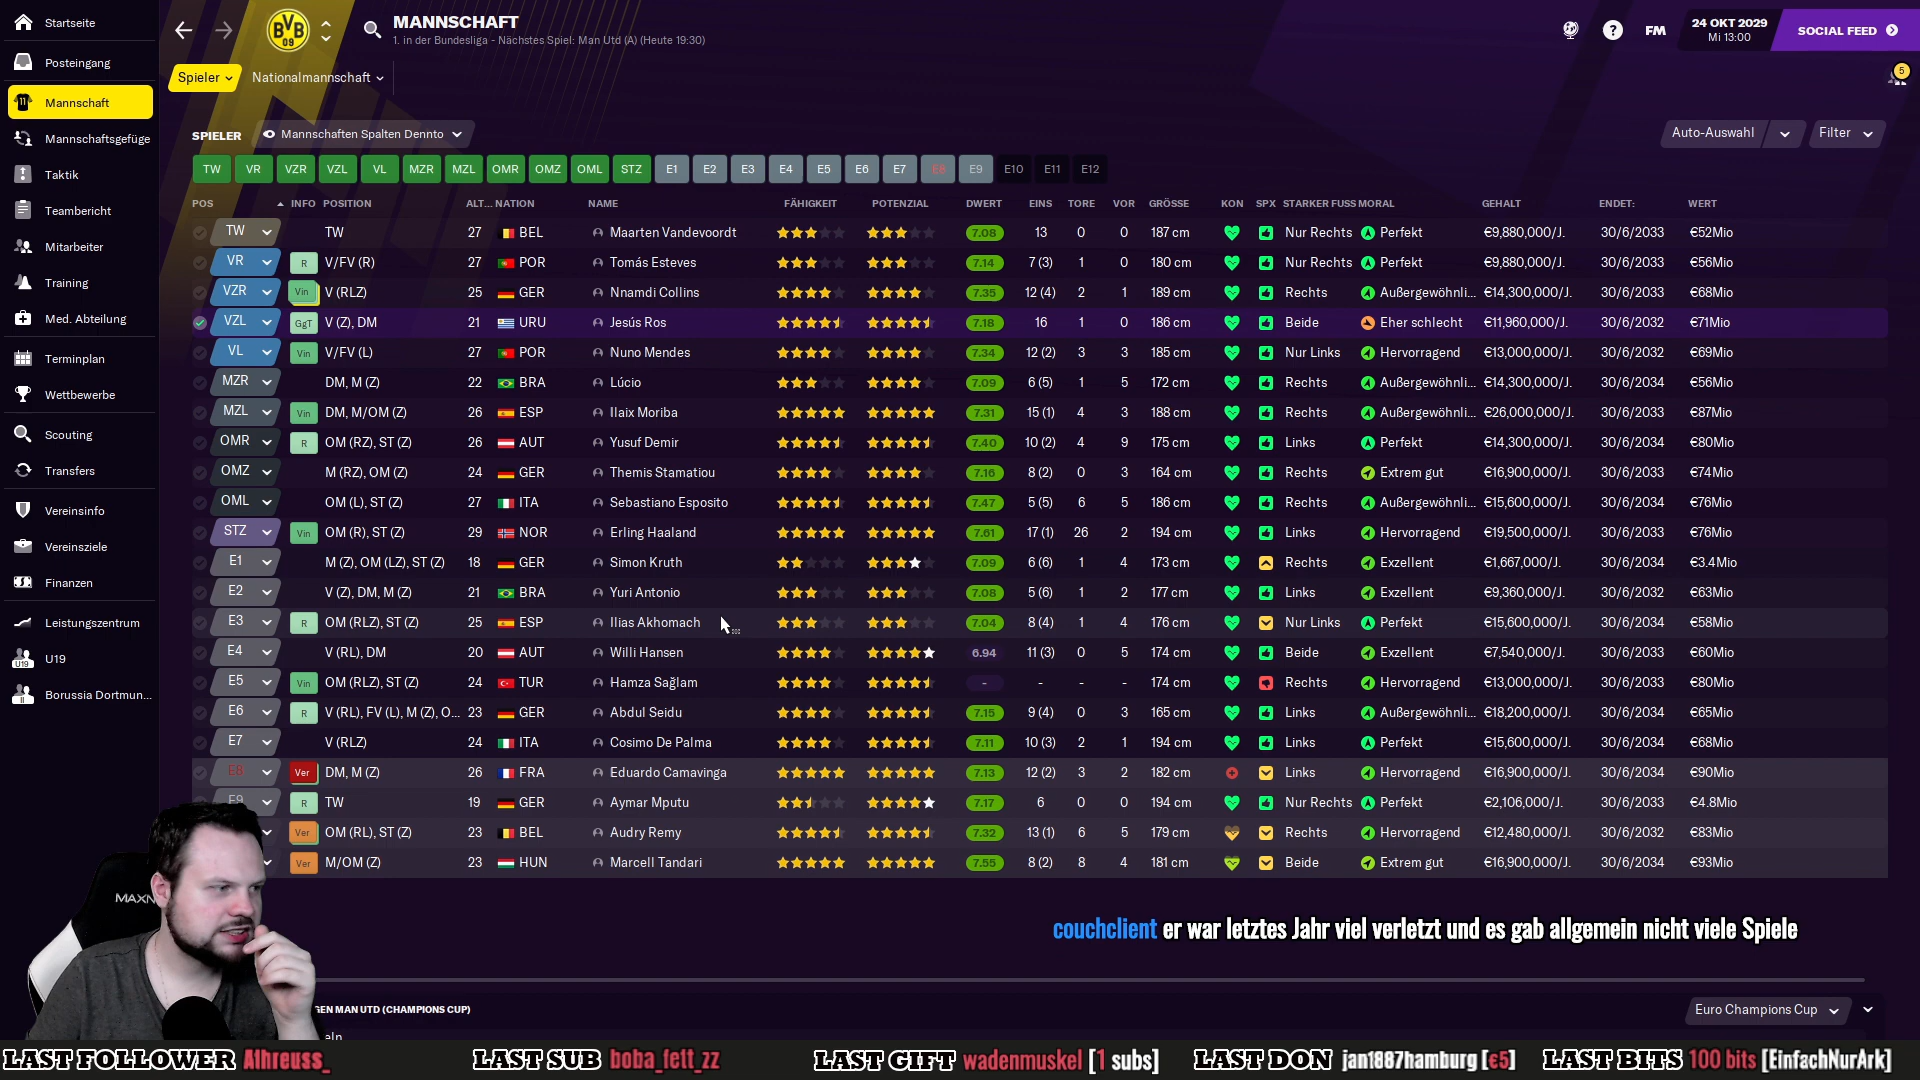 Startseite
Posteingang
Mannschaft
Mannschaftsgefüge
Taktik
Teambericht
Mitarbeiter
Training
Med. Abteilung
Terminplan
Wettbewerbe
Scouting
Transfers
Vereinsinfo
Vereinsziele
Finanzen
Leistungszentrum
U19
Borussia Dortmun...
MANNSCHAFT
1. in der Bundesliga - Nächstes Spiel: Man Utd (A) (Heute 19:30)
FM
24 OKT 2029
Mi 13:00
SOCIAL FEED
Spieler
Nationalmannschaft
5
SPIELER
Mannschaften Spalten Dennto
Auto-Auswahl
Filter
TW VR VZR VZL VL MZR MZL OMR OMZ OML STZ E1 E2 E3 E4 E5 E6 E7 E8 E9 E10 E11 E12
POS INFO POSITION ALT... NATION NAME FÄHIGKEIT POTENZIAL DWERT EINS TORE VOR GRÖSSE KON SPX STARKER FUSS MORAL GEHALT ENDET: WERT
TW TW 27 BEL Maarten Vandevoordt 7.08 13 0 0 187 cm Nur Rechts Perfekt €9,880,000/J. 30/6/2033 €52Mio
VR R V/FV (R) 27 POR Tomás Esteves 7.14 7 (3) 1 0 180 cm Nur Rechts Perfekt €9,880,000/J. 30/6/2033 €56Mio
VZR Vin V (RLZ) 25 GER Nnamdi Collins 7.35 12 (4) 2 1 189 cm Rechts Außergewöhnli... €14,300,000/J. 30/6/2033 €68Mio
VZL GgT V (Z), DM 21 URU Jesús Ros 7.18 16 1 0 186 cm Beide Eher schlecht €11,960,000/J. 30/6/2032 €71Mio
VL Vin V/FV (L) 27 POR Nuno Mendes 7.34 12 (2) 3 3 185 cm Nur Links Hervorragend €13,000,000/J. 30/6/2032 €69Mio
MZR DM, M (Z) 22 BRA Lúcio 7.09 6 (5) 1 5 172 cm Rechts Außergewöhnli... €14,300,000/J. 30/6/2034 €56Mio
MZL Vin DM, M/OM (Z) 26 ESP Ilaix Moriba 7.31 15 (1) 4 3 188 cm Rechts Außergewöhnli... €26,000,000/J. 30/6/2033 €87Mio
OMR R OM (RZ), ST (Z) 26 AUT Yusuf Demir 7.40 10 (2) 4 9 175 cm Links Perfekt €14,300,000/J. 30/6/2034 €80Mio
OMZ M (RZ), OM (Z) 24 GER Themis Stamatiou 7.16 8 (2) 0 3 164 cm Rechts Extrem gut €16,900,000/J. 30/6/2033 €74Mio
OML OM (L), ST (Z) 27 ITA Sebastiano Esposito 7.47 5 (5) 6 5 186 cm Rechts Außergewöhnli... €15,600,000/J. 30/6/2034 €76Mio
STZ Vin OM (R), ST (Z) 29 NOR Erling Haaland 7.61 17 (1) 26 2 194 cm Links Hervorragend €19,500,000/J. 30/6/2033 €76Mio
E1 M (Z), OM (LZ), ST (Z) 18 GER Simon Kruth 7.09 6 (6) 1 4 173 cm Rechts Exzellent €1,667,000/J. 30/6/2034 €3.4Mio
E2 V (Z), DM, M (Z) 21 BRA Yuri Antonio 7.08 5 (6) 1 2 177 cm Links Exzellent €9,360,000/J. 30/6/2032 €63Mio
E3 R OM (RLZ), ST (Z) 25 ESP Ilias Akhomach 7.04 8 (4) 1 4 176 cm Nur Links Perfekt €15,600,000/J. 30/6/2034 €58Mio
E4 V (RL), DM 20 AUT Willi Hansen 6.94 11 (3) 0 5 174 cm Beide Exzellent €7,540,000/J. 30/6/2033 €60Mio
E5 Vin OM (RLZ), ST (Z) 24 TUR Hamza Sağlam - - - - 174 cm Rechts Hervorragend €13,000,000/J. 30/6/2032 €80Mio
E6 R V (RL), FV (L), M (Z), O... 23 GER Abdul Seidu 7.15 9 (4) 0 3 165 cm Links Außergewöhnli... €18,200,000/J. 30/6/2034 €65Mio
E7 V (RLZ) 24 ITA Cosimo De Palma 7.11 10 (3) 2 1 194 cm Links Perfekt €15,600,000/J. 30/6/2034 €68Mio
E8 Ver DM, M (Z) 26 FRA Eduardo Camavinga 7.13 12 (2) 3 2 182 cm Links Hervorragend €16,900,000/J. 30/6/2034 €90Mio
E9 R TW 19 GER Aymar Mputu 7.17 6 0 0 194 cm Nur Rechts Perfekt €2,106,000/J. 30/6/2033 €4.8Mio
Ver OM (RL), ST (Z) 23 BEL Audry Remy 7.32 13 (1) 6 5 179 cm Rechts Hervorragend €12,480,000/J. 30/6/2032 €83Mio
Ver M/OM (Z) 23 HUN Marcell Tandari 7.55 8 (2) 8 4 181 cm Beide Extrem gut €16,900,000/J. 30/6/2034 €93Mio
MAXN
couchclient er war letztes Jahr viel verletzt und es gab allgemein nicht viele Spiele
GEN MAN UTD (CHAMPIONS CUP)
Euro Champions Cup
eln
LAST FOLLOWER Alhreuss_ LAST SUB boba_fett_zz LAST GIFT wadenmuskel [1 subs] LAST DON jan1887hamburg [€5] LAST BITS 100 bits [EinfachNurArk]